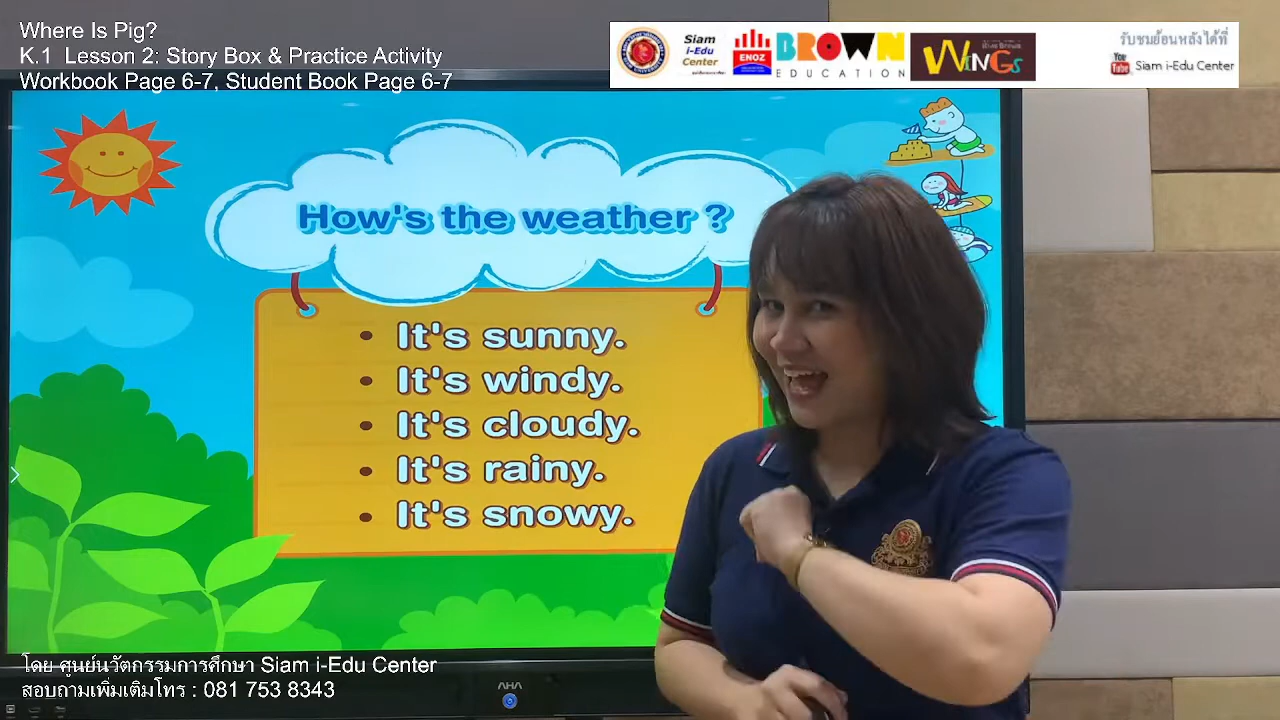 Where Is Pig?
K.1. Lesson 2: Story Box & Practice Activity
Workbook Page 6-7, Student Book Page 6-7
Siam
i-Edu
Center
ENQZ
BROWN
EDUCATION
WiNGs
รับชมย้อนหลังได้ที่
You
Tube
Siam i-Edu Center
How's the weather ?
• It's sunny.
• It's windy.
• It's cloudy.
• It's rainy.
• It's snowy.
โดย ศูนย์นวัตกรรมการศึกษา Siam i-Edu Center
สอบถามเพิ่มเติมโทร : 081 753 8343
AHA